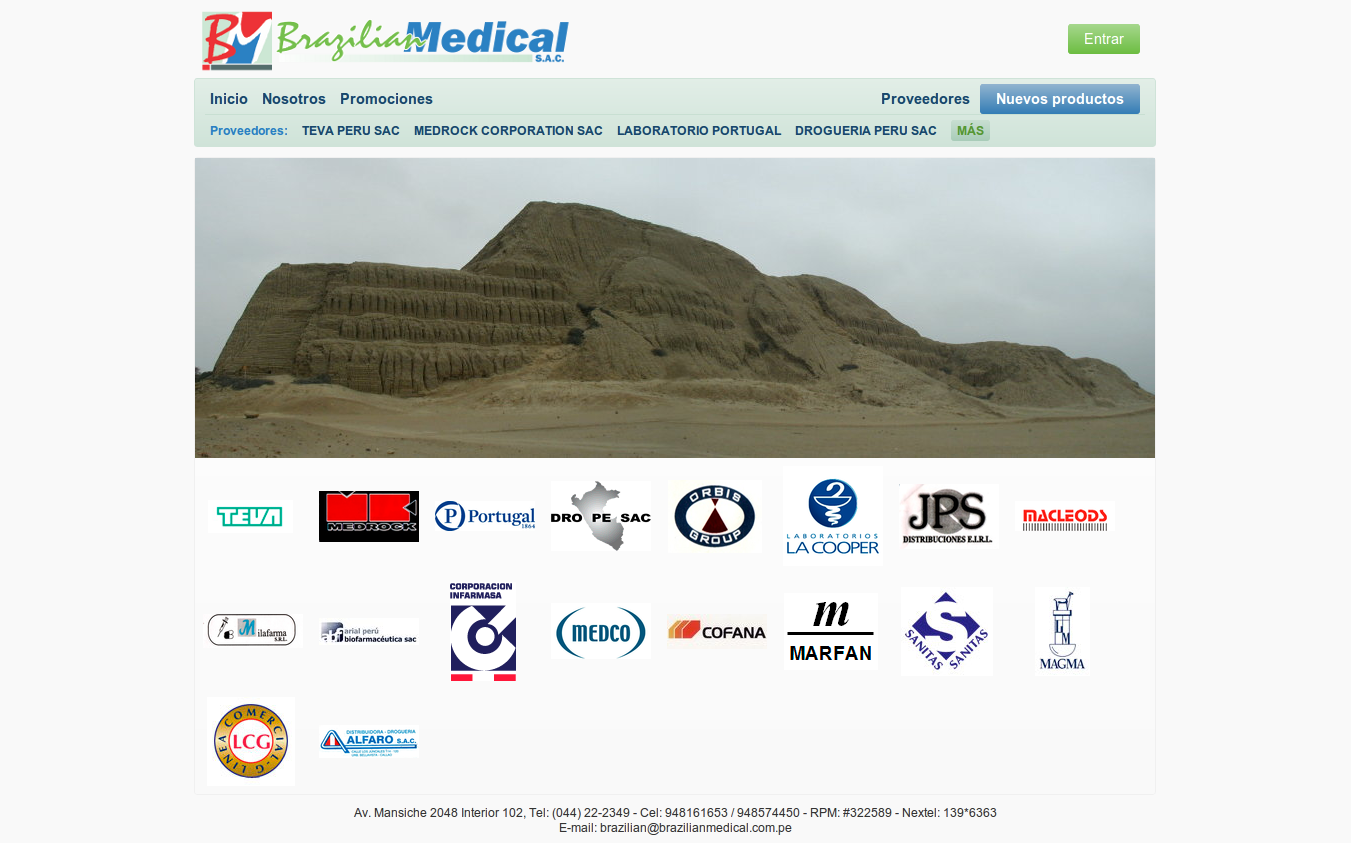 BM Brazilian Medical
S.A.C.
Entrar
Inicio Nosotros Promociones Proveedores Nuevos productos
Proveedores: TEVA PERU SAC MEDROCK CORPORATION SAC LABORATORIO PORTUGAL DROGUERIA PERU SAC MÁS
TEVA
MEDROCK
P Portugal
1864
DRO PE SAC
ORBIS
GROUP
LABORATORIOS
LA COOPER
JPS
DISTRIBUCIONES E.I.R.L.
MACLEODS
Milafarma
S.R.L.
abf arial perú
biofarmacéutica sac
CORPORACION
INFARMASA
MEDCO
COFANA
m
MARFAN
S
SANITAS SANITAS
LM
MAGMA
LINEA COMERCIAL-G
LCG
DISTRIBUIDORA - DROGUERIA
ALFARO S.A.C.
Av. Mansiche 2048 Interior 102, Tel: (044) 22-2349 - Cel: 948161653 / 948574450 - RPM: #322589 - Nextel: 139*6363
E-mail: brazilian@brazilianmedical.com.pe